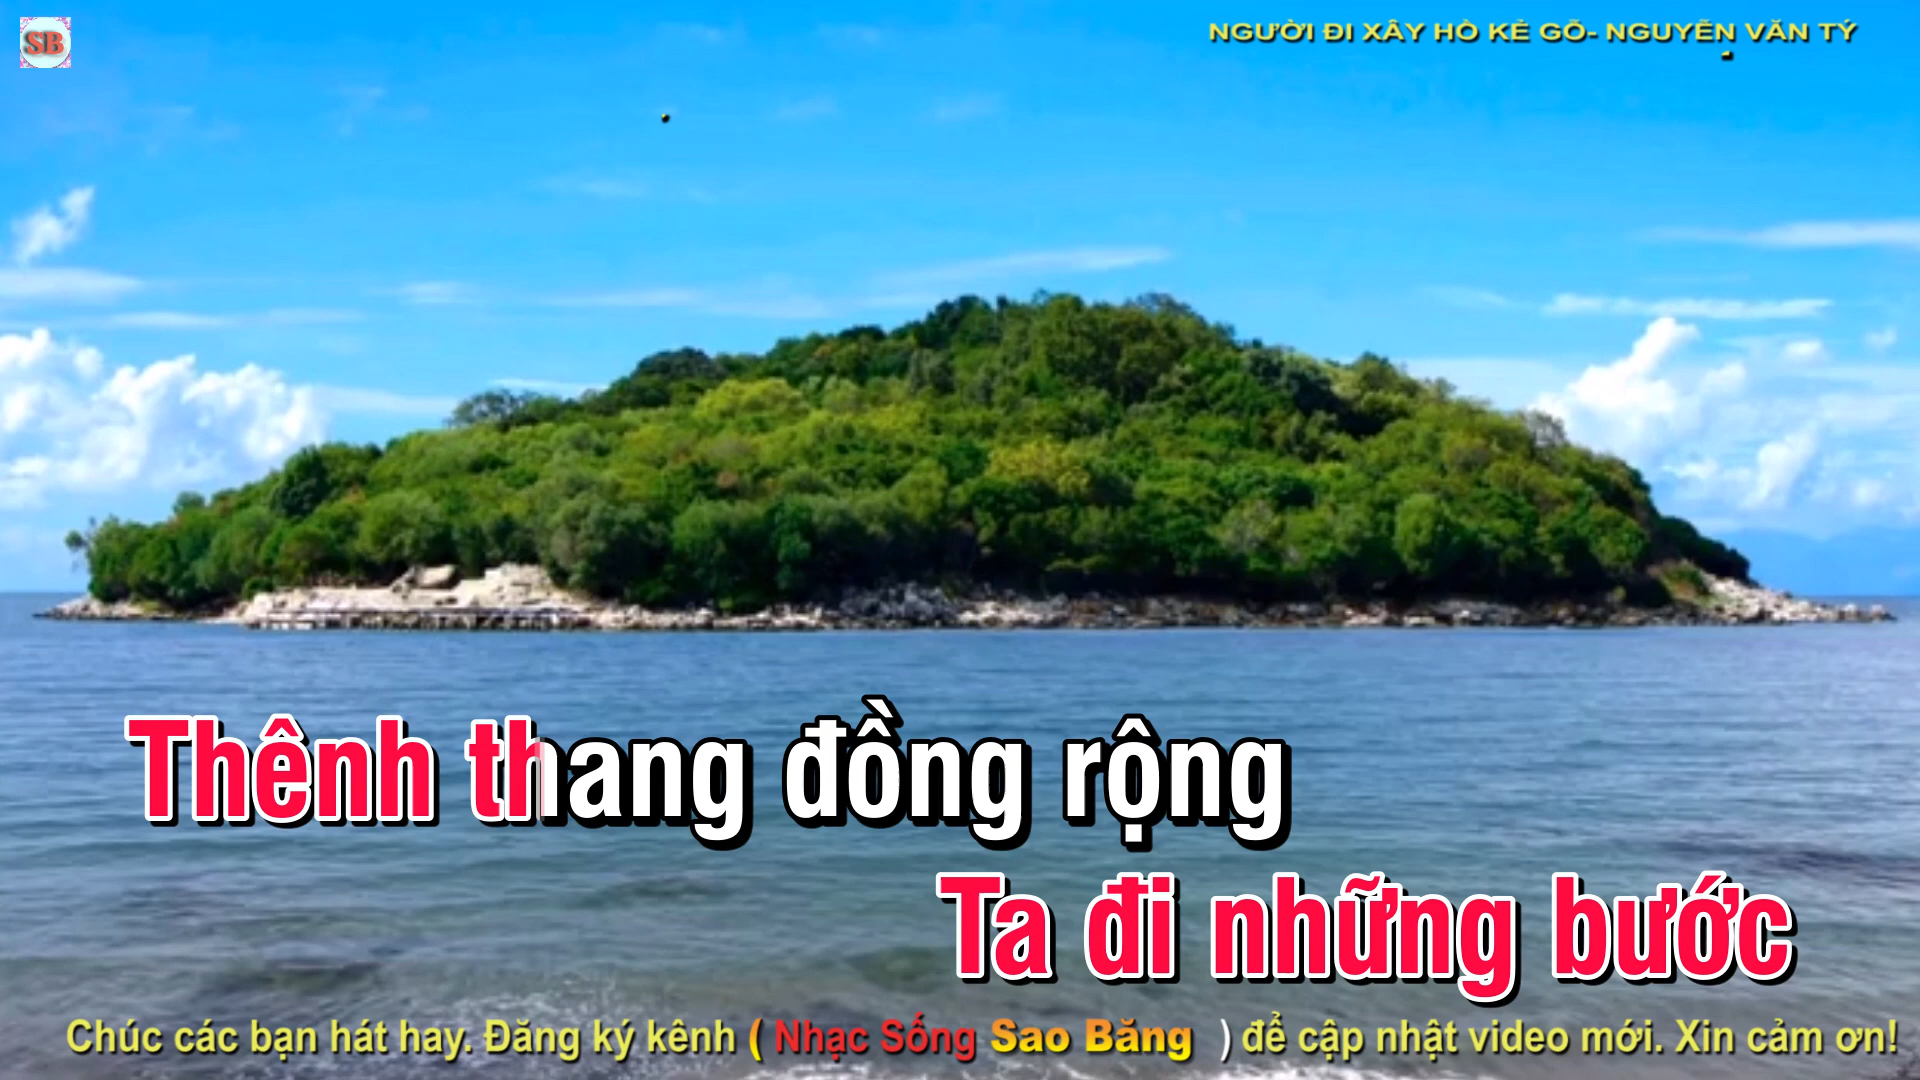 SB
NGƯỜI ĐI XÂY HỒ KẺ GỖ- NGUYỄN VĂN TÝ
Thênh thang đồng rộng
Ta đi những bước
Chúc các bạn hát hay. Đăng ký kênh ( Nhạc Sống Sao Băng ) để cập nhật video mới. Xin cảm ơn!